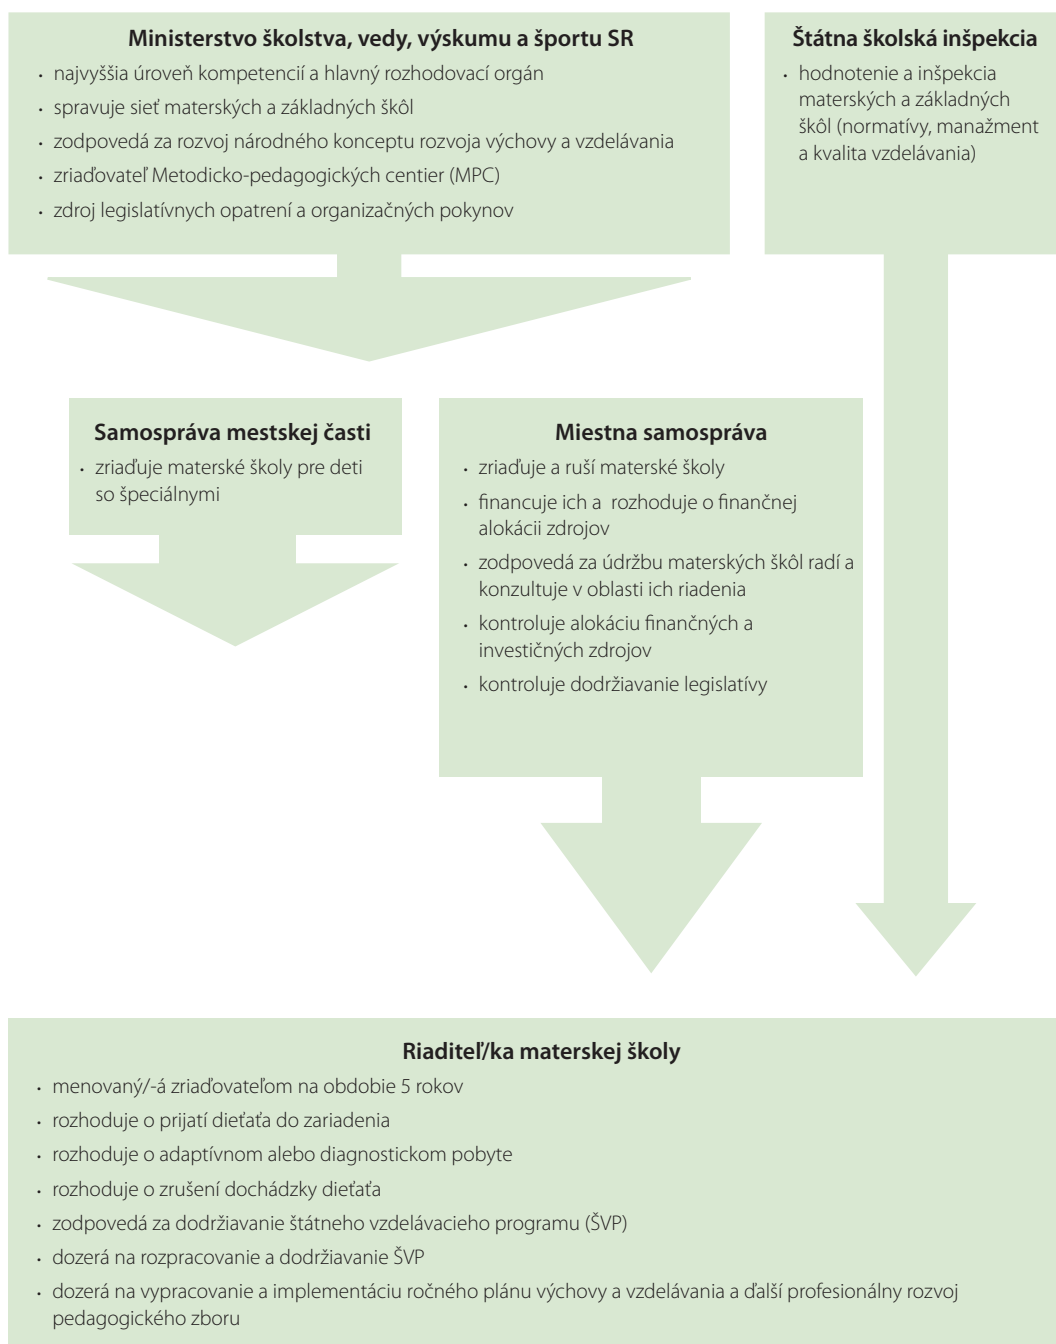 Ministerstvo školstva, vedy, výskumu a športu SR
· najvyššia úroveň kompetencií a hlavný rozhodovací orgán
· spravuje sieť materských a základných škôl
· zodpovedá za rozvoj národného konceptu rozvoja výchovy a vzdelávania
· zriaďovateľ Metodicko-pedagogických centier (MPC)
· zdroj legislatívnych opatrení a organizačných pokynov
Štátna školská inšpekcia
· hodnotenie a inšpekcia
materských a základných
škôl (normatívy, manažment
a kvalita vzdelávania)
Samospráva mestskej časti
· zriaďuje materské školy pre deti
so špeciálnymi
Miestna samospráva
· zriaďuje a ruší materské školy
· financuje ich a rozhoduje o finančnej
alokácii zdrojov
· zodpovedá za údržbu materských škôl radí a
konzultuje v oblasti ich riadenia
· kontroluje alokáciu finančných a
investičných zdrojov
· kontroluje dodržiavanie legislatívy
Riaditeľ/ka materskej školy
· menovaný/-á zriaďovateľom na obdobie 5 rokov
· rozhoduje o prijatí dieťaťa do zariadenia
· rozhoduje o adaptívnom alebo diagnostickom pobyte
· rozhoduje o zrušení dochádzky dieťaťa
· zodpovedá za dodržiavanie štátneho vzdelávacieho programu (ŠVP)
· dozerá na rozpracovanie a dodržiavanie ŠVP
· dozerá na vypracovanie a implementáciu ročného plánu výchovy a vzdelávania a ďalší profesionálny rozvoj
pedagogického zboru